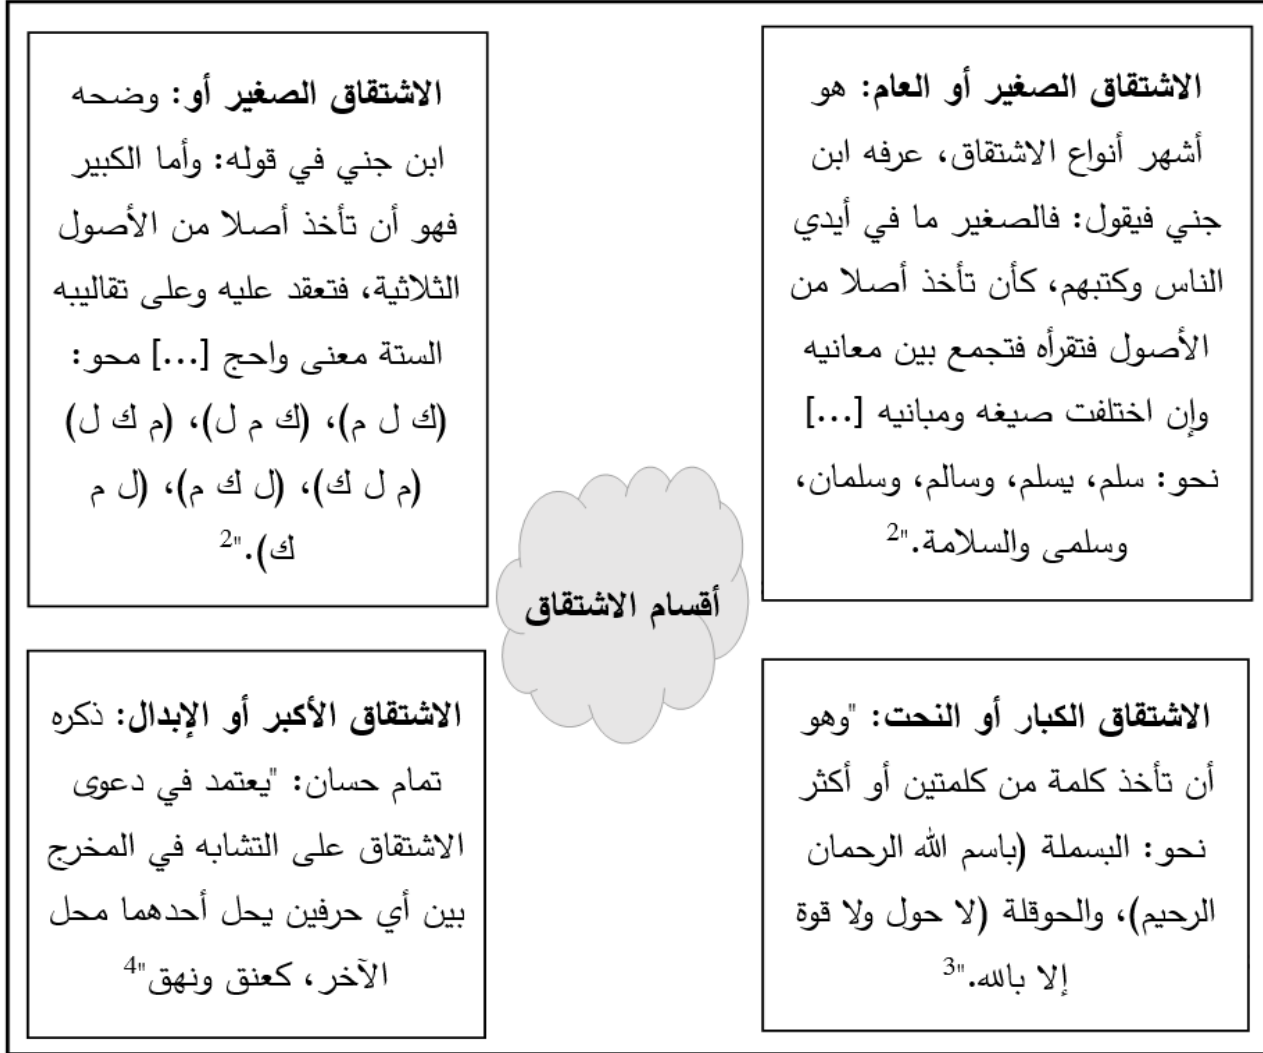 الاشتقاق الصغير أو العام: هو
أشهر أنواع الاشتقاق، عرفه ابن
جني فيقول: فالصغير ما في أيدي
الناس وكتبهم، كأن تأخذ أصلا من
الأصول فتقرأه فتجمع بين معانيه
وإن اختلفت صيغه ومبانيه [...]
نحو: سلم، يسلم، وسالم، وسلمان،
وسلمى والسلامة."2
الاشتقاق الصغير أو: وضحه
ابن جني في قوله: وأما الكبير
فهو أن تأخذ أصلا من الأصول
الثلاثية، فتعقد عليه وعلى تقاليبه
الستة معنى واحج [...] محو:
(ك ل م)، (ك م ل)، (م ك ل)
(م ل ك)، (ل ك م)، (ل م
ك)."2
أقسام الاشتقاق
الاشتقاق الكبار أو النحت: "وهو
أن تأخذ كلمة من كلمتين أو أكثر
نحو: البسملة (باسم الله الرحمان
الرحيم)، والحوقلة (لا حول ولا قوة
إلا بالله."3
الاشتقاق الأكبر أو الإبدال: ذكره
تمام حسان: "يعتمد في دعوى
الاشتقاق على التشابه في المخرج
بين أي حرفين يحل أحدهما محل
الآخر، كعنق ونهق"4